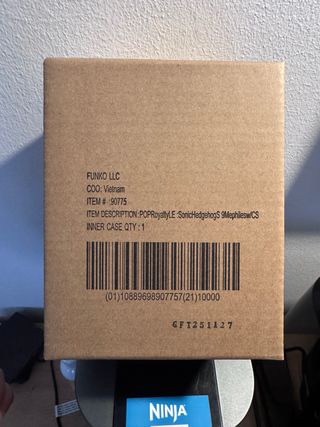 FUNKO LLC
COO: Vietnam
ITEM # :90775
ITEM DESCRIPTION:POPRoyaltyLE :SonicHedgehogS 9Mephilesw/CS
INNER CASE QTY : 1
(01)10889698907757(21)10000
GFT251127
NINJA